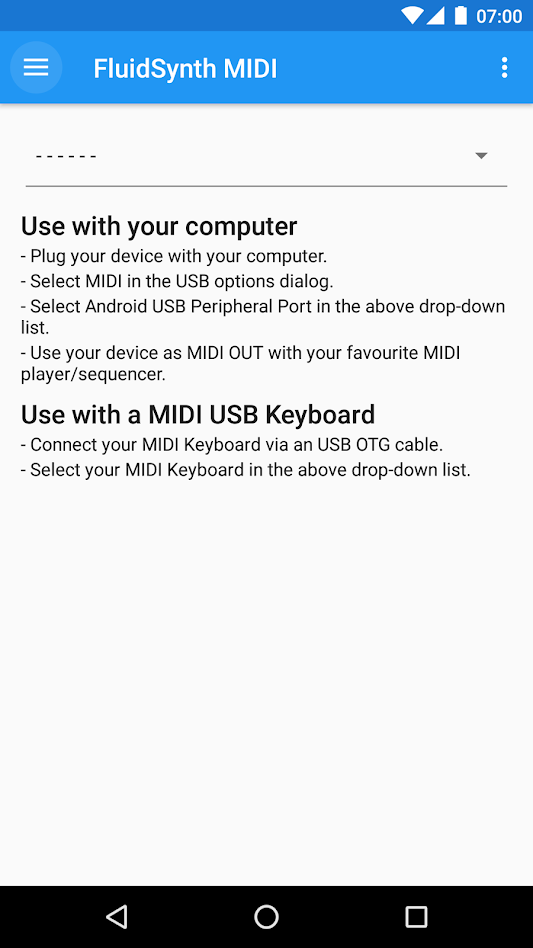 07:00
FluidSynth MIDI
------
Use with your computer
- Plug your device with your computer.
- Select MIDI in the USB options dialog.
- Select Android USB Peripheral Port in the above drop-down
list.
- Use your device as MIDI OUT with your favourite MIDI
player/sequencer.
Use with a MIDI USB Keyboard
- Connect your MIDI Keyboard via an USB OTG cable.
- Select your MIDI Keyboard in the above drop-down list.